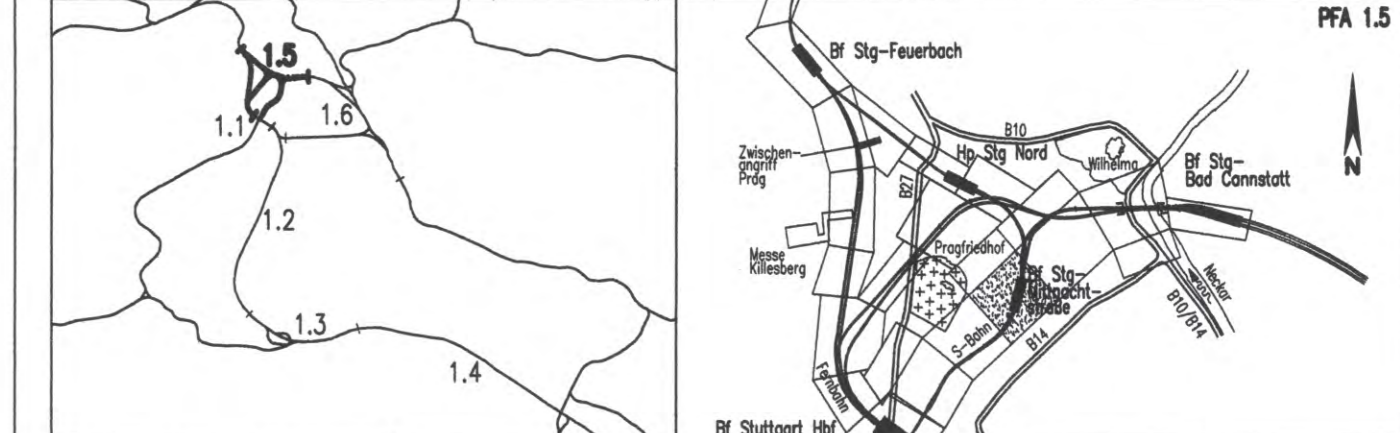 1.5
1.6
1.1
1.2
1.3
1.4
PFA 1.5
Bf Stg-Feuerbach
N
B10
Zwischen-
angriff
Prag
Hp Stg Nord
Wilhelma
Bf Stg-
Bad Cannstatt
B27
Messe
Killesberg
Pragfriedhof
Bf Stg-
Mittnacht-
straße
Neckar
B10/B14
S-Bahn
B14
Fernbahn
Bf Stuttgart Hbf